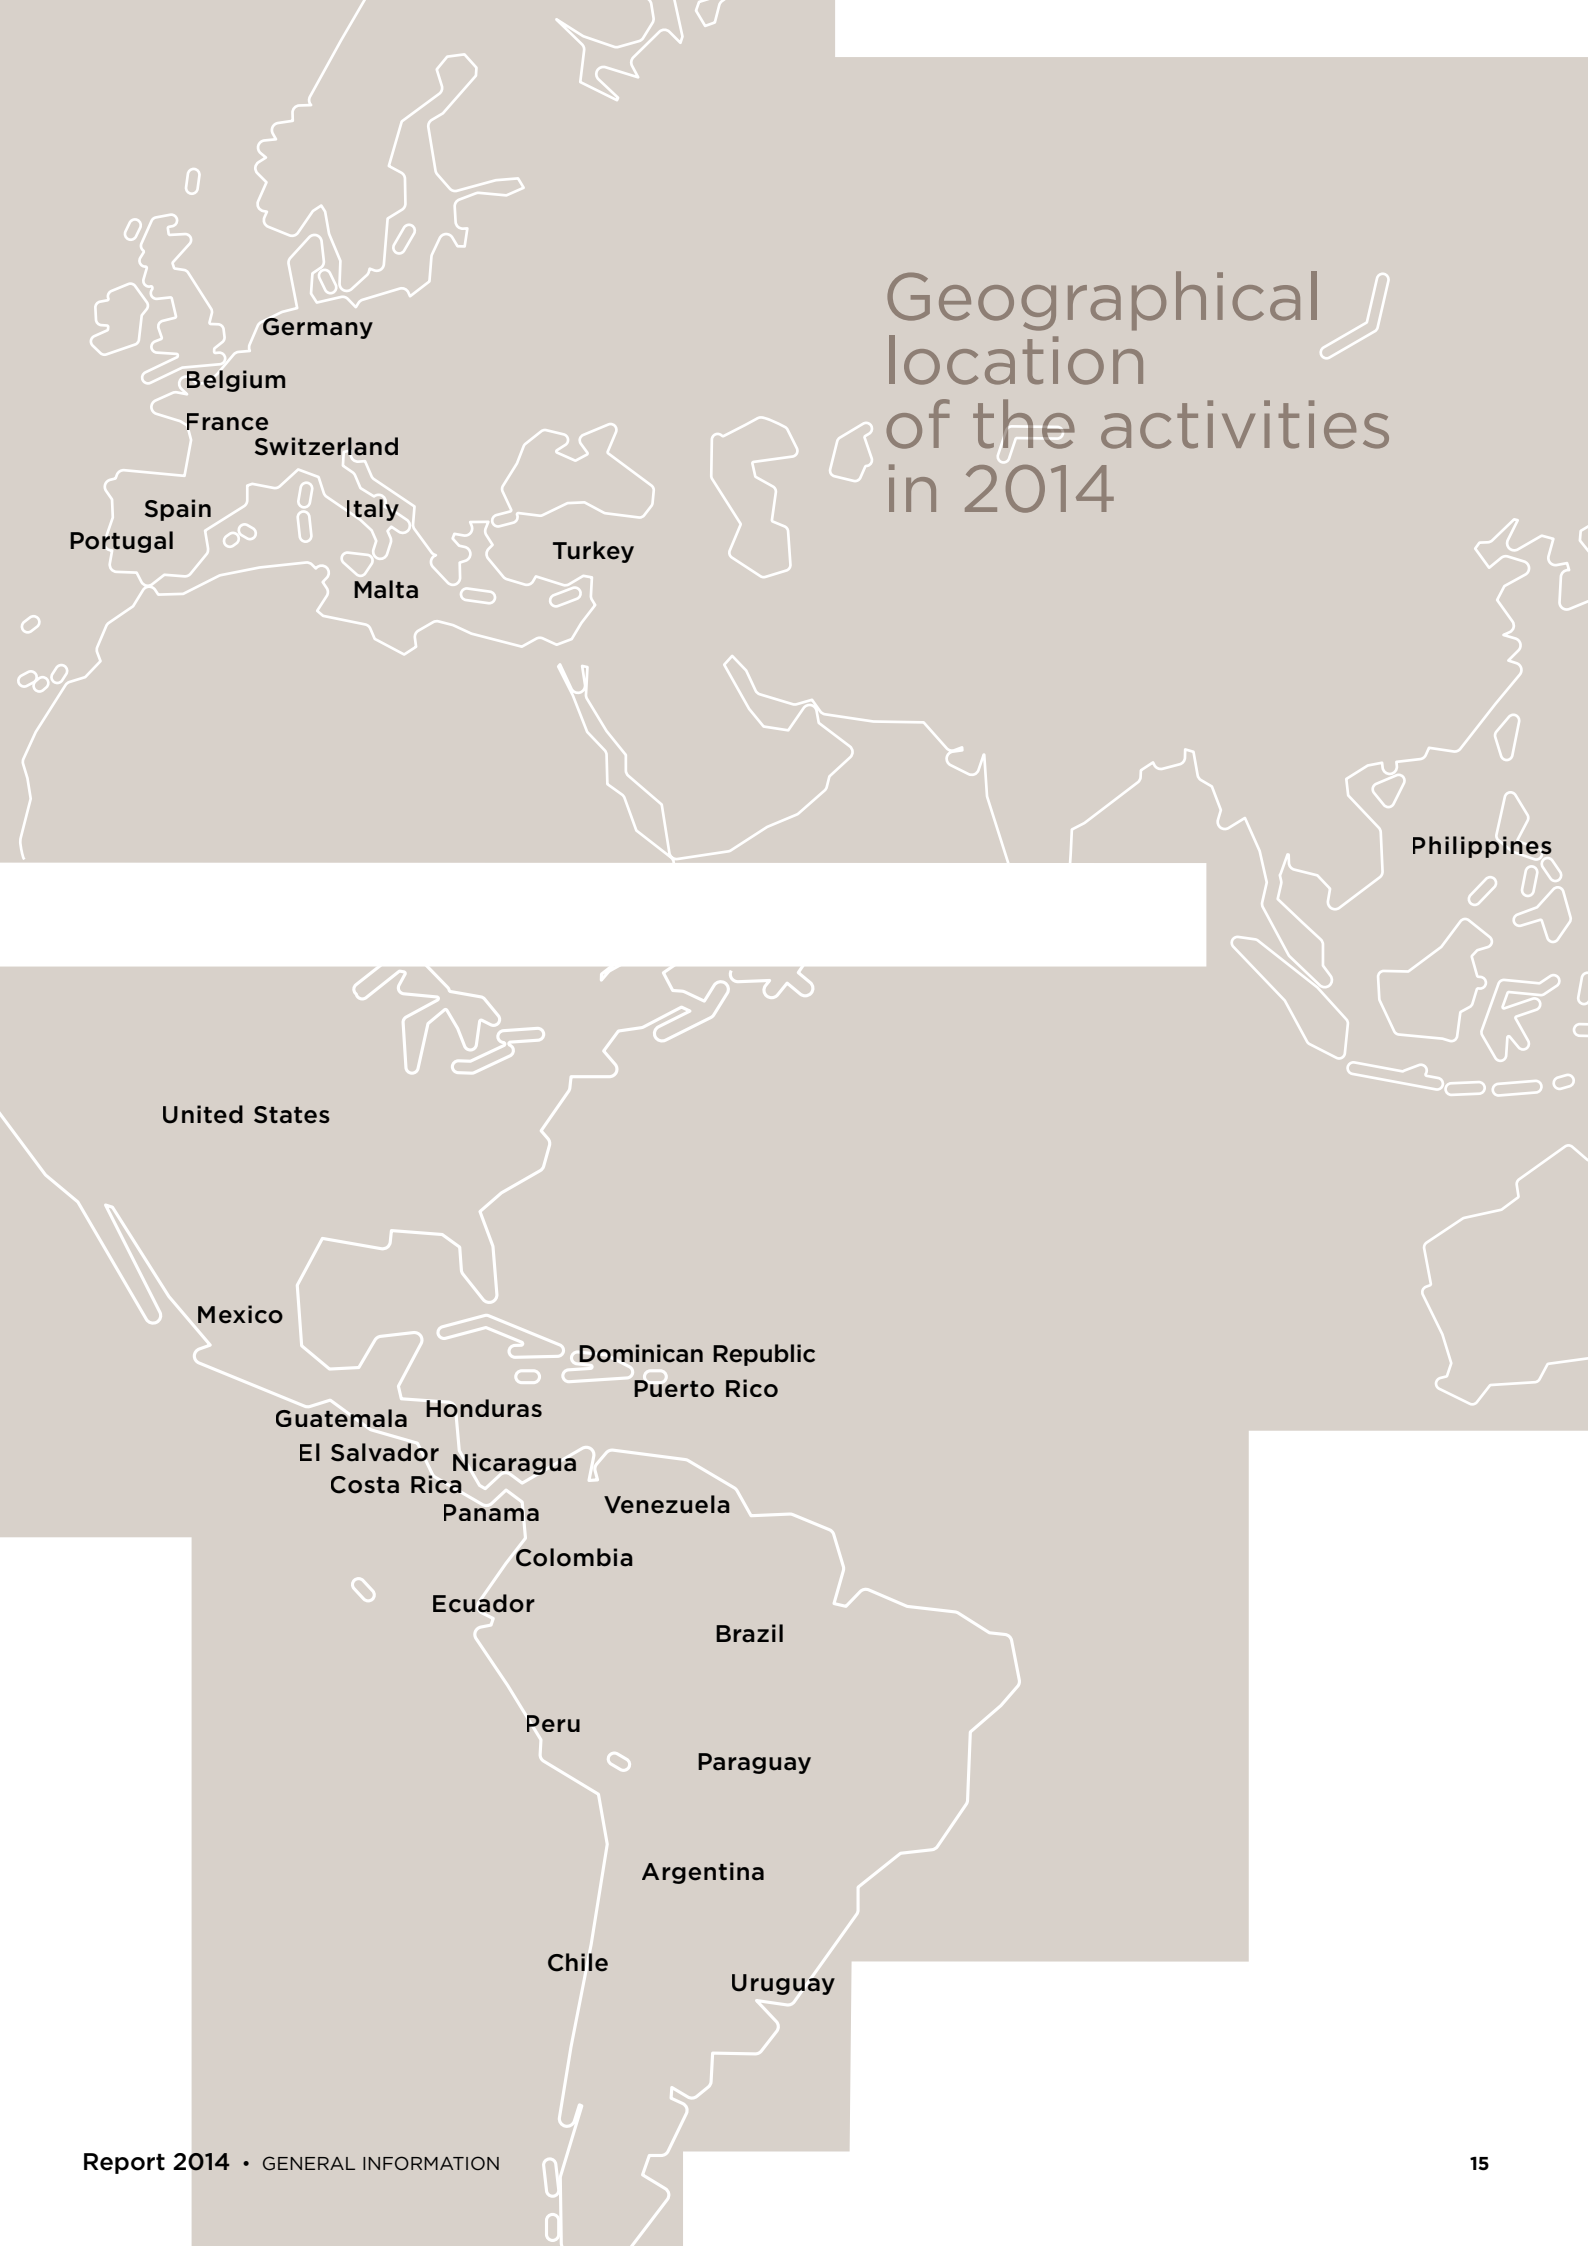 Geographical
location
of the activities
in 2014
Germany
Belgium
France
Switzerland
Spain
Italy
Portugal
Turkey
Malta
Philippines
United States
Mexico
Dominican Republic
Puerto Rico
Honduras
Guatemala
El Salvador
Nicaragua
Costa Rica
Panama
Venezuela
Colombia
Ecuador
Brazil
Peru
Paraguay
Argentina
Chile
Uruguay
Report 2014 • GENERAL INFORMATION
15